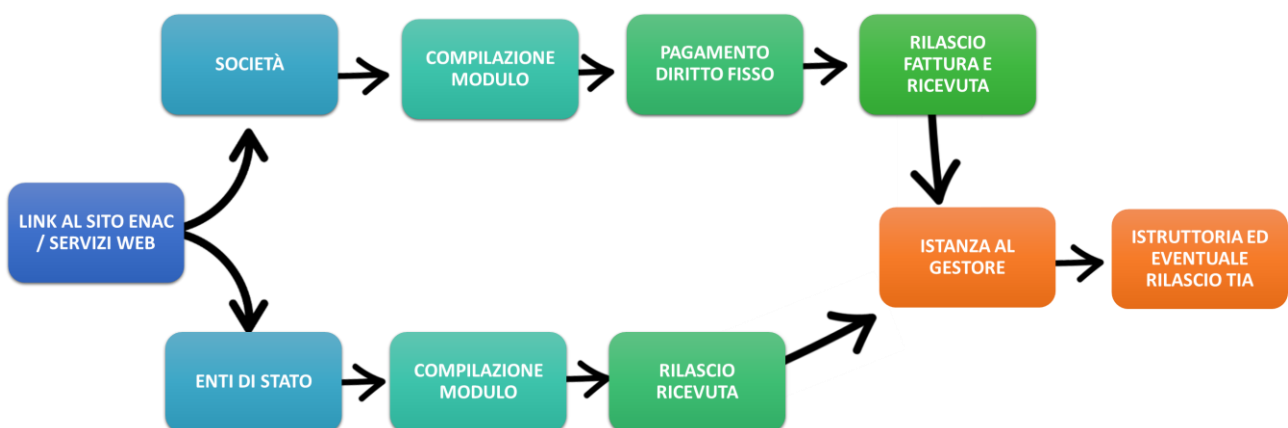 SOCIETÀ
COMPILAZIONE
MODULO
PAGAMENTO
DIRITTO FISSO
RILASCIO
FATTURA E
RICEVUTA
LINK AL SITO ENAC
/ SERVIZI WEB
ISTANZA AL
GESTORE
ISTRUTTORIA ED
EVENTUALE
RILASCIO TIA
ENTI DI STATO
COMPILAZIONE
MODULO
RILASCIO
RICEVUTA